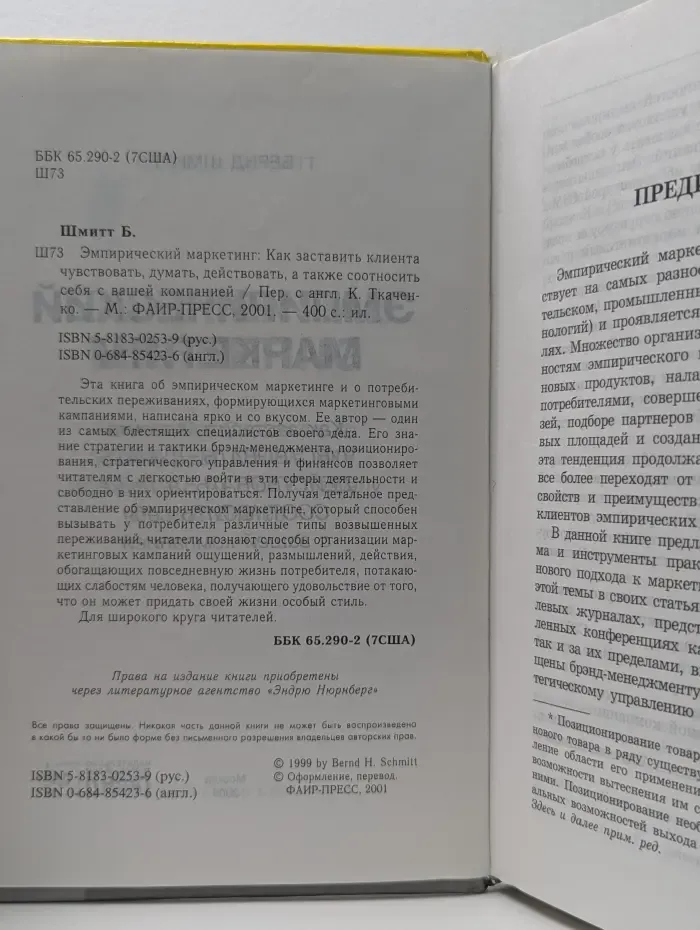 ББК 65.290-2 (7США)
Ш73
Шмитт Б.
Ш73 Эмпирический маркетинг: Как заставить клиента
чувствовать, думать, действовать, а также соотносить
себя с вашей компанией / Пер. с англ. К. Ткачен-
ко. — М.: ФАИР-ПРЕСС, 2001. — 400 с.: ил.
ISBN 5-8183-0253-9 (рус.)
ISBN 0-684-85423-6 (англ.)
Эта книга об эмпирическом маркетинге и о потреби-
тельских переживаниях, формирующихся маркетинговыми
кампаниями, написана ярко и со вкусом. Ее автор — один
из самых блестящих специалистов своего дела. Его зна-
ние стратегии и тактики брэнд-менеджмента, позициониро-
вания, стратегического управления и финансов позволяет
читателям с легкостью войти в эти сферы деятельности и
свободно в них ориентироваться. Получая детальное пред-
ставление об эмпирическом маркетинге, который способен
вызывать у потребителя различные типы возвышенных
переживаний, читатели познают способы организации мар-
кетинговых кампаний ощущений, размышлений, действия,
обогащающих повседневную жизнь потребителя, потакаю-
щих слабостям человека, получающего удовольствие от того,
что он может придать своей жизни особый стиль.
Для широкого круга читателей.
ББК 65.290-2 (7США)
Права на издание книги приобретены
через литературное агентство «Эндрю Нюрнберг»
Все права защищены. Никакая часть данной книги не может быть воспроизведена
в какой бы то ни было форме без письменного разрешения владельцев авторских прав.
© 1999 by Bernd H. Schmitt
© Оформление, перевод.
ФАИР-ПРЕСС, 2001
ISBN 5-8183-0253-9 (рус.)
ISBN 0-684-85423-6 (англ.)
ПРЕДИ
Эмпирический марке
ствует на самых разно
тельском, промышленны
нологий) и проявляется
лях. Множество организ
ностям эмпирического
новых продуктов, нала
потребителями, соверше
зей, подборе партнеров
вых площадей и создан
эта тенденция продолжа
все более переходят от
свойств и преимуществ
клиентов эмпирических
В данной книге предл
ма и инструменты прак
нового подхода к маркети
этой темы в своих статья
левых журналах, предст
ленных конференциях ка
так и за их пределами, в
щены брэнд-менеджменту
тегическому управлению
* Позиционирование товар
нового товара в ряду существу
ление области его применени
возможности вытеснения им с
ними. Позиционирование необ
альных возможностей выхода
Здесь и далее прим. ред.